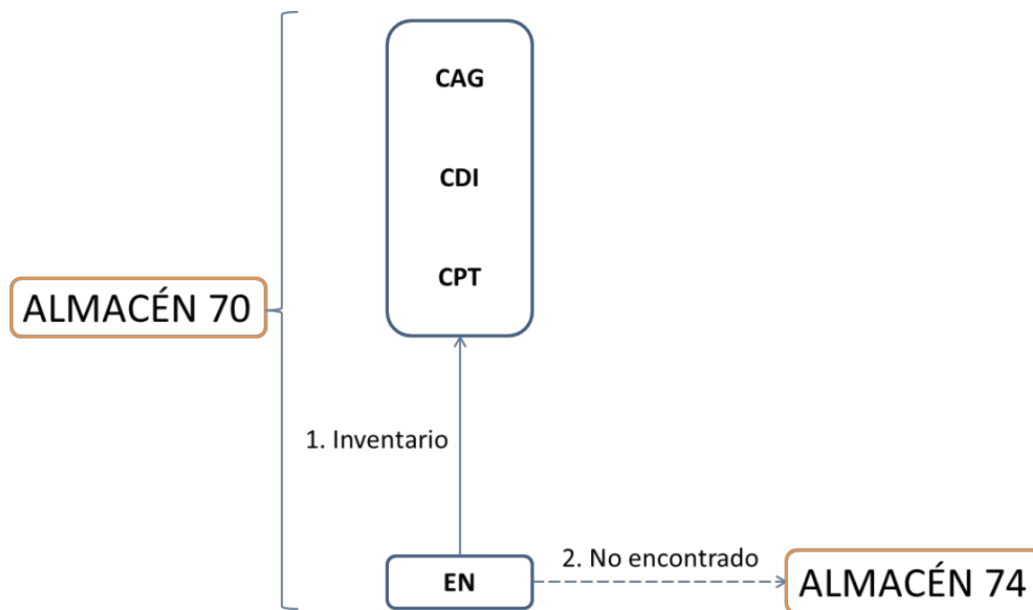 CAG
CDI
CPT
ALMACÉN 70
1. Inventario
2. No encontrado
EN
ALMACÉN 74